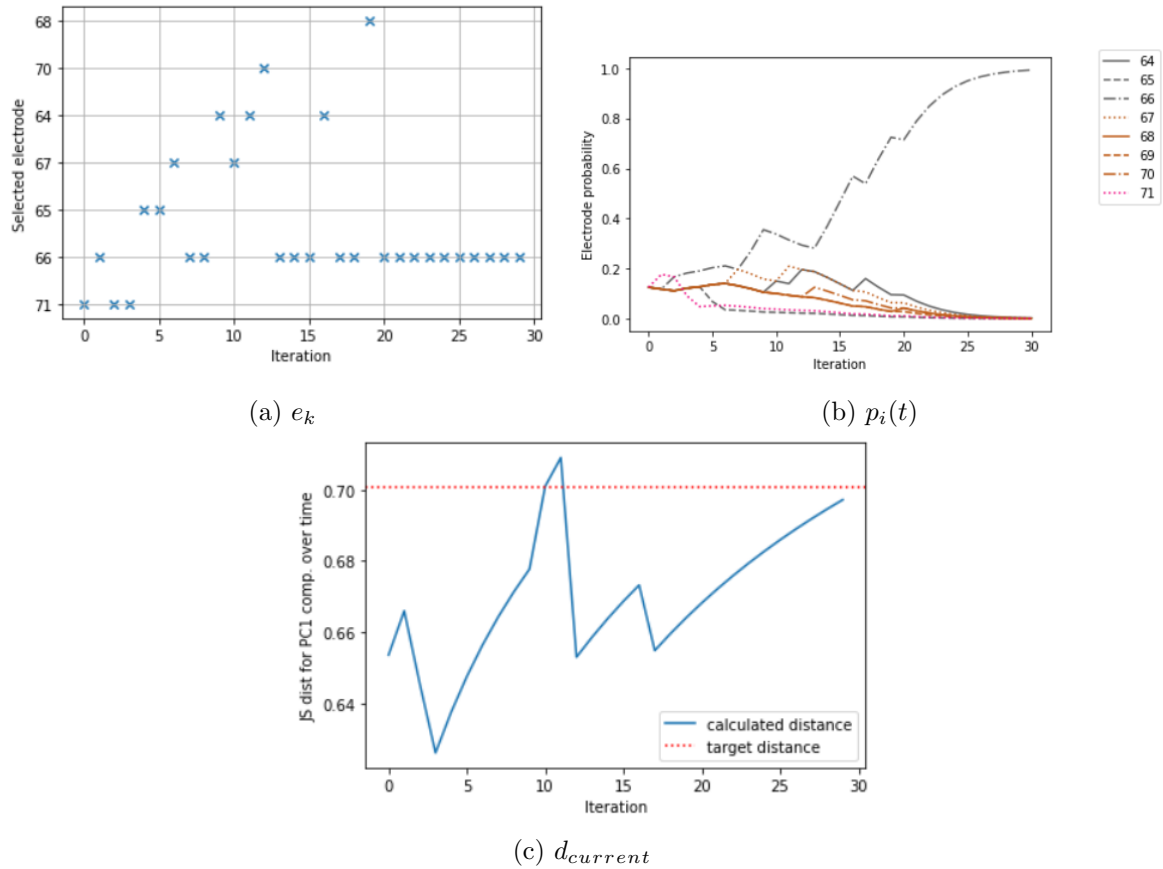 68
70
64
67
65
66
71
Selected electrode
0 5 10 15 20 25 30
Iteration
(a) e_k
1.0
0.8
0.6
0.4
0.2
0.0
Electrode probability
0 5 10 15 20 25 30
Iteration
64
65
66
67
68
69
70
71
(b) p_i(t)
0.70
0.68
0.66
0.64
JS dist for PC1 comp. over time
calculated distance
target distance
0 5 10 15 20 25 30
Iteration
(c) d_{current}